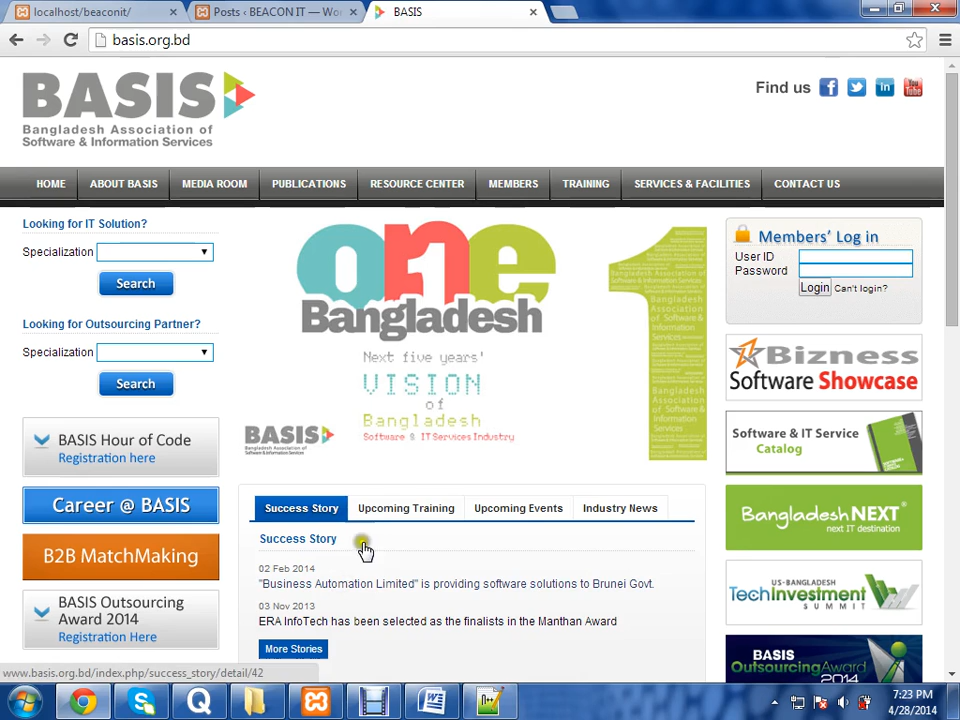 localhost/beaconit/
Posts ‹ BEACON IT — Wor
BASIS
basis.org.bd
BASIS
Bangladesh Association of
Software & Information Services
Find us
You
Tube
HOME
ABOUT BASIS
MEDIA ROOM
PUBLICATIONS
RESOURCE CENTER
MEMBERS
TRAINING
SERVICES & FACILITIES
CONTACT US
Looking for IT Solution?
Specialization
Search
Looking for Outsourcing Partner?
Specialization
Search
BASIS Hour of Code
Registration here
Career @ BASIS
B2B MatchMaking
BASIS Outsourcing
Award 2014
Registration Here
one
Bangladesh
Next five years'
VISION
of
Bangladesh
Software & IT Services Industry
BASIS
Bangladesh Association of
Software & Information Services
Success Story
Upcoming Training
Upcoming Events
Industry News
Success Story
02 Feb 2014
"Business Automation Limited" is providing software solutions to Brunei Govt.
03 Nov 2013
ERA InfoTech has been selected as the finalists in the Manthan Award
More Stories
Members' Log in
User ID
Password
Login
Can't login?
Bizness
Software Showcase
Software & IT Service
Catalog
BangladeshNEXT
next IT destination
US-BANGLADESH
TechInvestment
SUMMIT
BASIS
OutsourcingAward
2014
www.basis.org.bd/index.php/success_story/detail/42
7:23 PM
4/28/2014